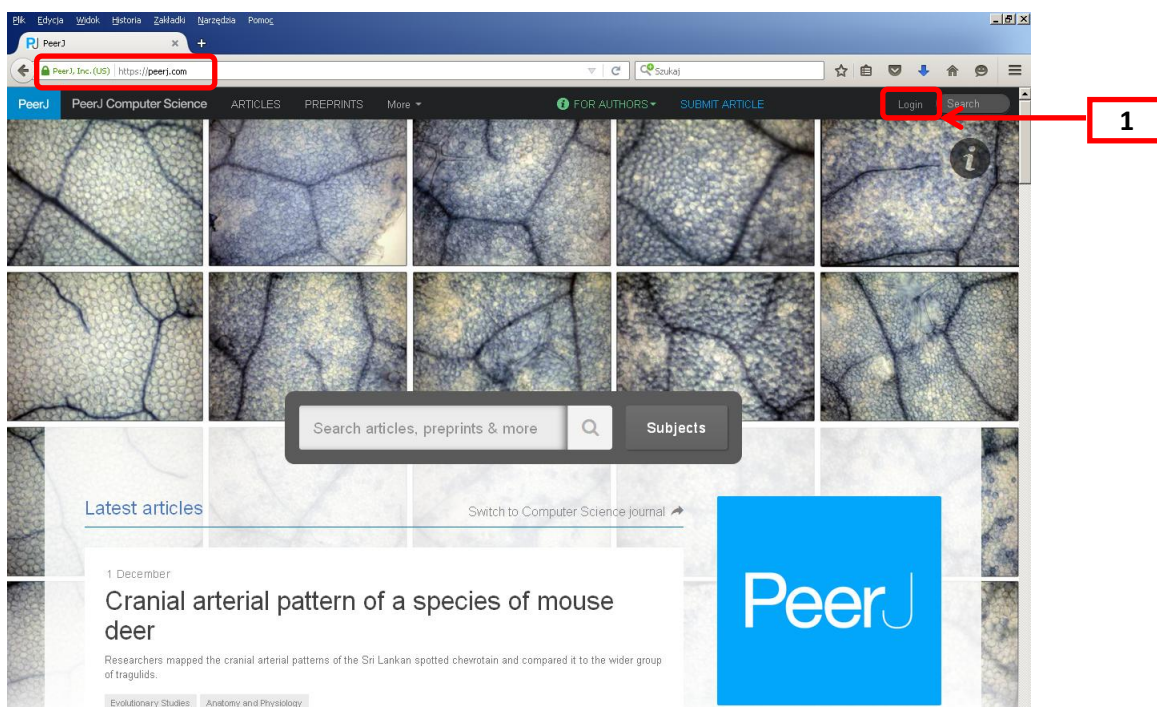 Plik Edycja Widok Historia Zakładki Narzędzia Pomoc
PeerJ PeerJ × +
PeerJ, Inc. (US) https://peerj.com Szukaj
PeerJ PeerJ Computer Science ARTICLES PREPRINTS More FOR AUTHORS SUBMIT ARTICLE Login Search
1
i
Search articles, preprints & more Subjects
Latest articles Switch to Computer Science journal
1 December
Cranial arterial pattern of a species of mouse
deer
Researchers mapped the cranial arterial patterns of the Sri Lankan spotted chevrotain and compared it to the wider group
of tragulids.
Evolutionary Studies Anatomy and Physiology
PeerJ